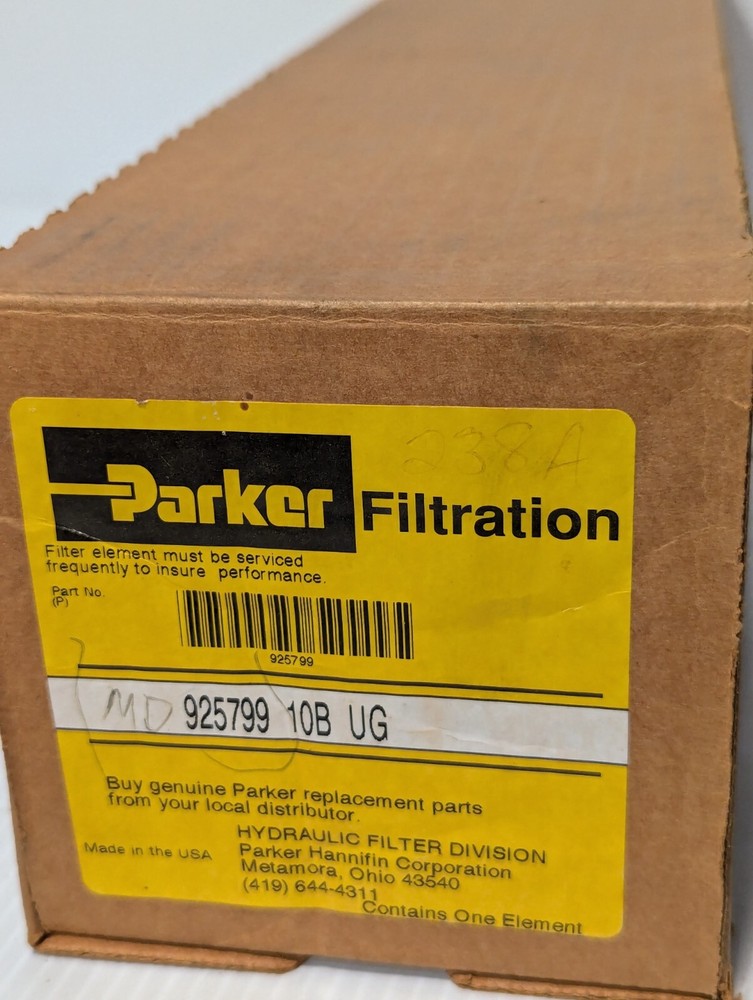 238A
Parker Filtration
Filter element must be serviced
frequently to insure performance.
Part No.
(P)
925799
MD 925799 10B UG
Buy genuine Parker replacement parts
from your local distributor.
HYDRAULIC FILTER DIVISION
Made in the USA Parker Hannifin Corporation
Metamora, Ohio 43540
(419) 644-4311
Contains One Element